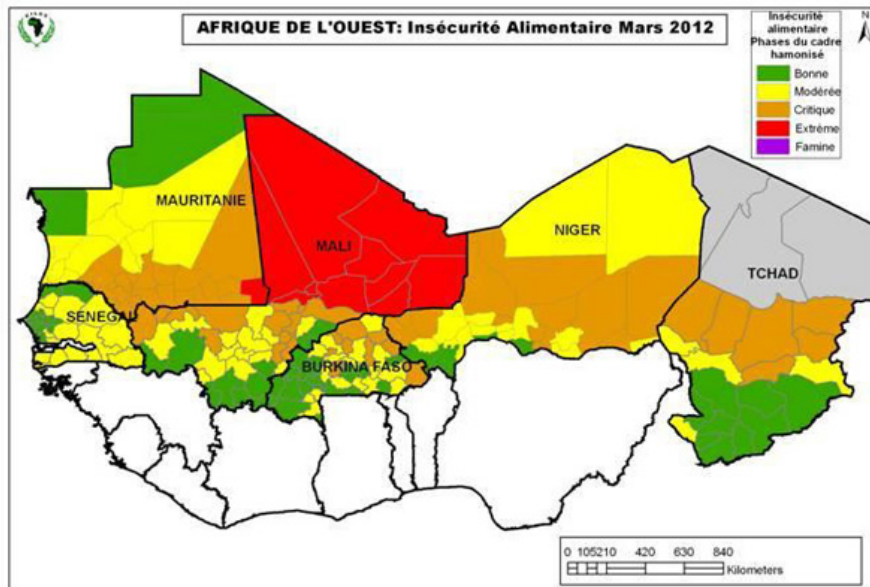 AFRIQUE DE L'OUEST: Insécurité Alimentaire Mars 2012
Insécurité
alimentaire
Phases du cadre
hamonisé
Bonne
Modérée
Critique
Extrême
Famine
N
MAURITANIE
MALI
NIGER
TCHAD
SENEGAL
BURKINA FASO
0 105210 420 630 840
Kilometers